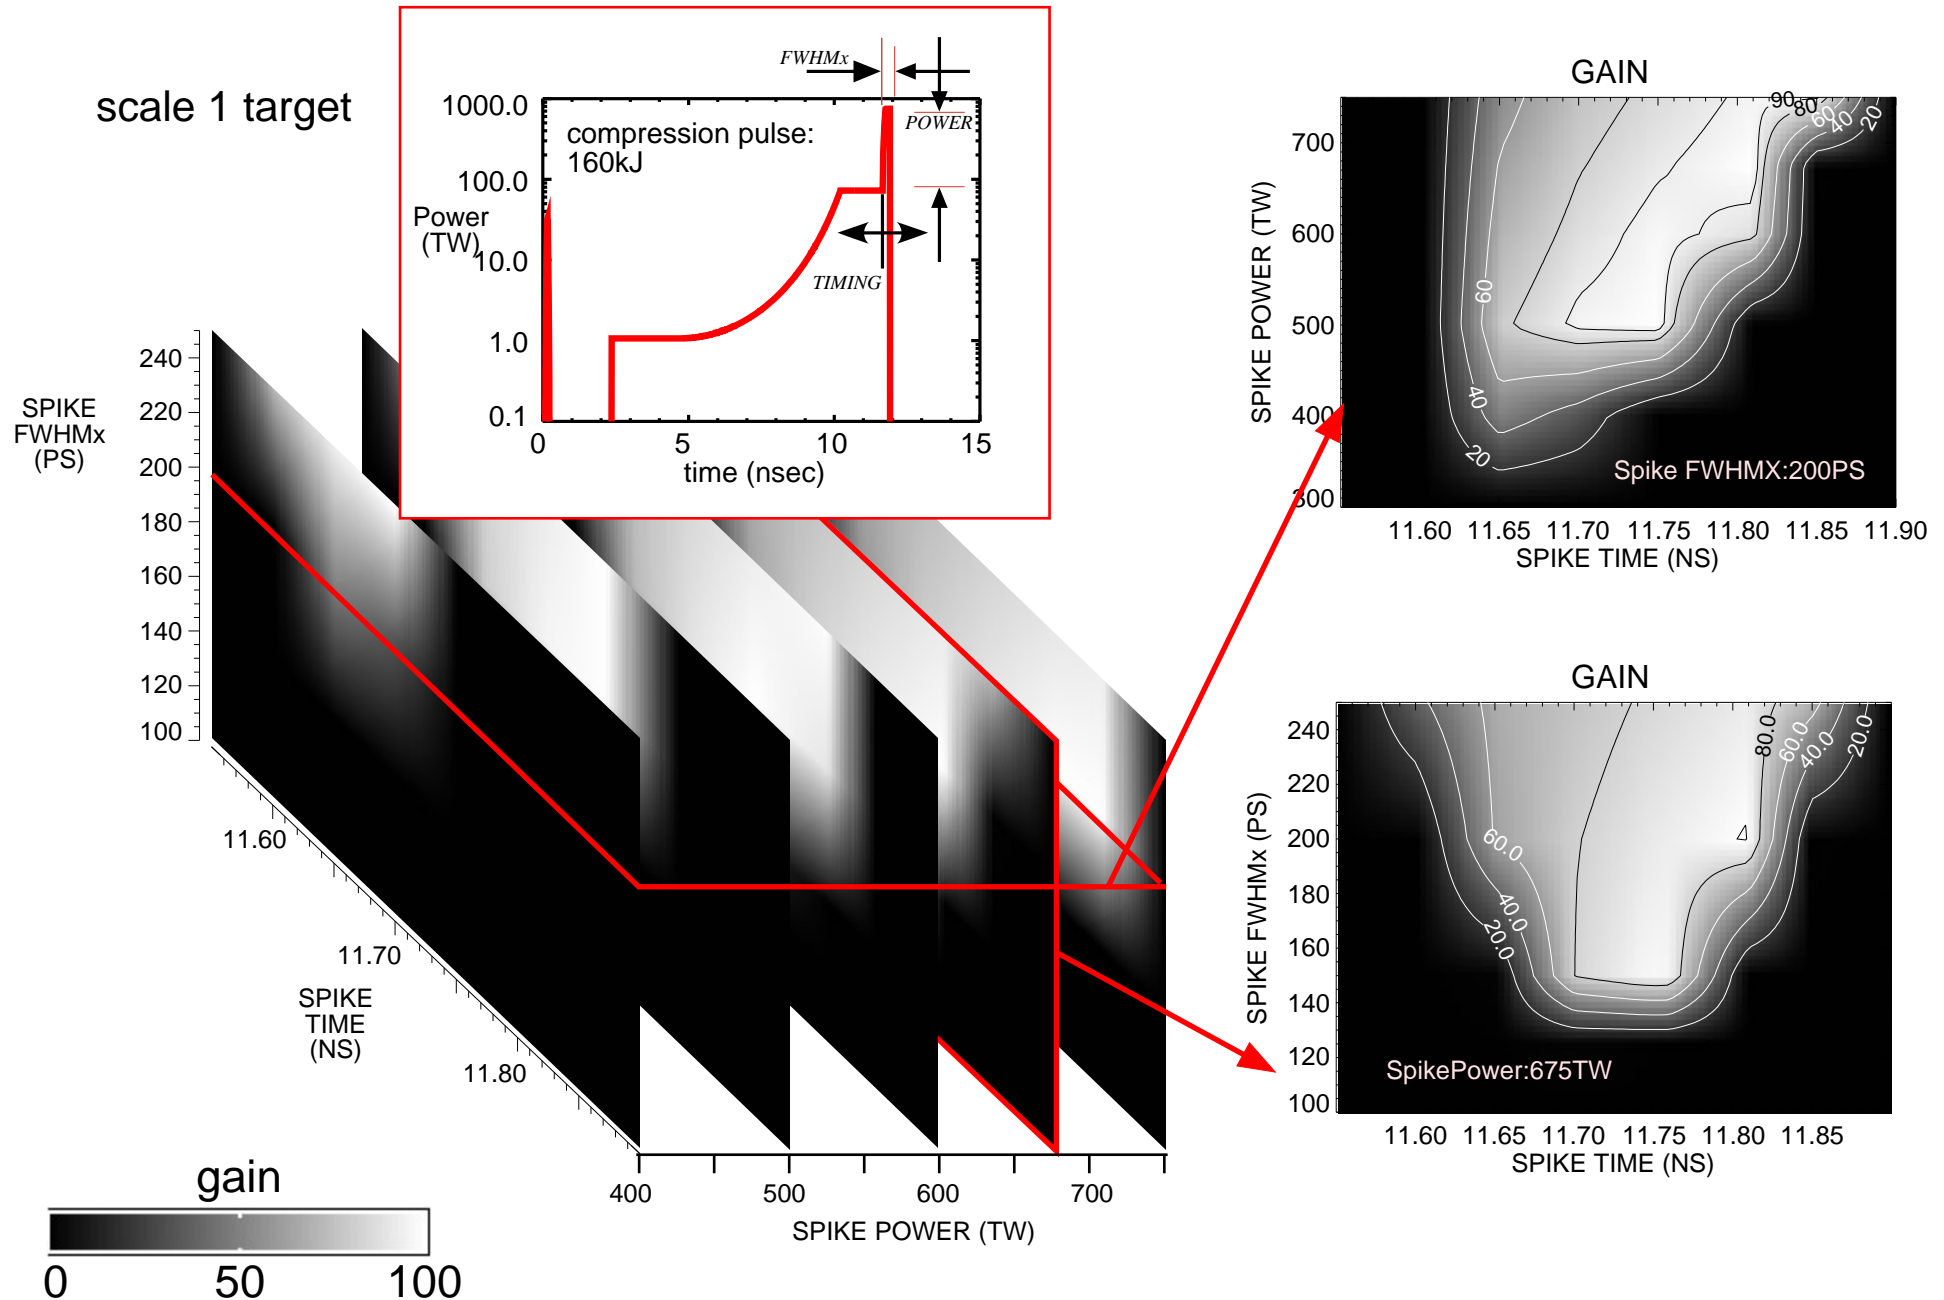 scale 1 target
FWHMx
1000.0
100.0
10.0
1.0
0.1
Power
(TW)
compression pulse:
160kJ
POWER
TIMING
0
5
10
15
time (nsec)
SPIKE
FWHMx
(PS)
240
220
200
180
160
140
120
100
11.60
11.70
11.80
SPIKE
TIME
(NS)
400
500
600
700
SPIKE POWER (TW)
gain
0
50
100
GAIN
SPIKE POWER (TW)
700
600
500
400
300
90
80
60
40
20
60
40
20
Spike FWHMX:200PS
11.60
11.65
11.70
11.75
11.80
11.85
11.90
SPIKE TIME (NS)
GAIN
SPIKE FWHMx (PS)
240
220
200
180
160
140
120
100
80.0
60.0
40.0
20.0
60.0
40.0
20.0
SpikePower:675TW
11.60
11.65
11.70
11.75
11.80
11.85
SPIKE TIME (NS)